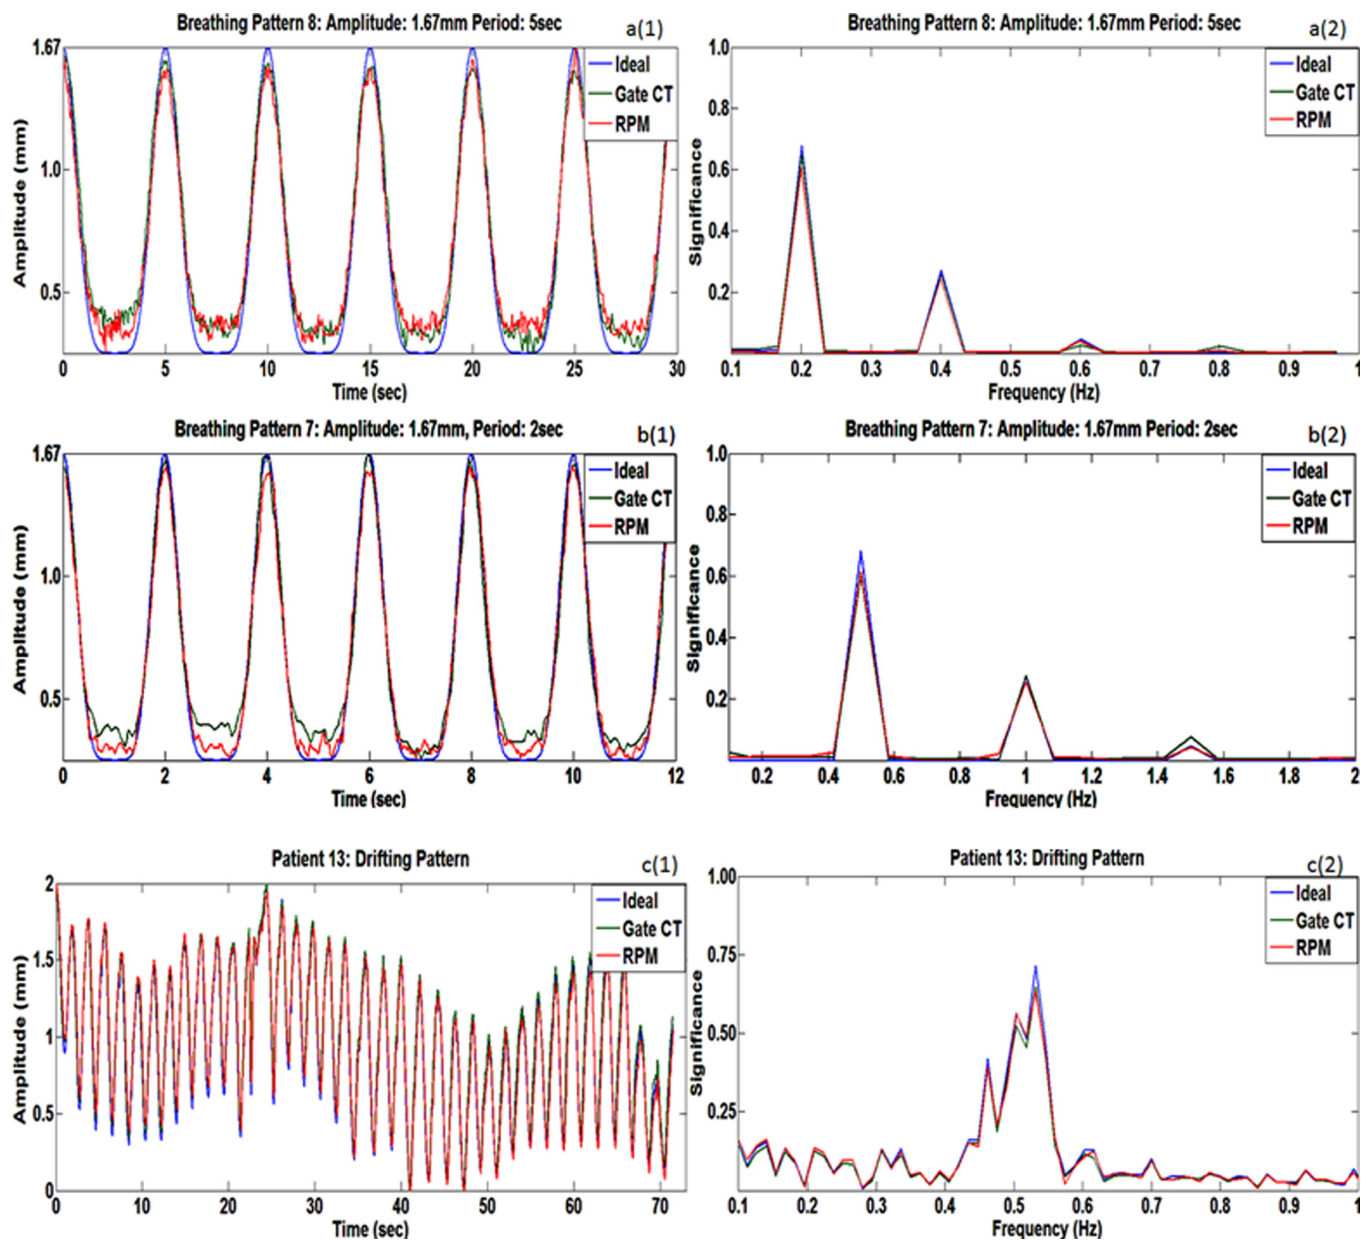 Breathing Pattern 8: Amplitude: 1.67mm Period: 5sec
a(1)
1.67
1.0
0.5
Amplitude (mm)
Ideal
Gate CT
RPM
0 5 10 15 20 25 30
Time (sec)
Breathing Pattern 8: Amplitude: 1.67mm Period: 5sec
a(2)
1.0
0.8
0.6
0.4
0.2
Significance
Ideal
Gate CT
RPM
0.1 0.2 0.3 0.4 0.5 0.6 0.7 0.8 0.9 1
Frequency (Hz)
Breathing Pattern 7: Amplitude: 1.67mm, Period: 2sec
b(1)
1.67
1.0
0.5
Amplitude (mm)
Ideal
Gate CT
RPM
0 2 4 6 8 10 12
Time (sec)
Breathing Pattern 7: Amplitude: 1.67mm Period: 2sec
b(2)
1.0
0.8
0.6
0.4
0.2
Significance
Ideal
Gate CT
RPM
0.2 0.4 0.6 0.8 1 1.2 1.4 1.6 1.8 2
Frequency (Hz)
Patient 13: Drifting Pattern
c(1)
2
1.5
1
0.5
0
Amplitude (mm)
Ideal
Gate CT
RPM
0 10 20 30 40 50 60 70
Time (sec)
Patient 13: Drifting Pattern
c(2)
1.00
0.75
0.50
0.25
Significance
Ideal
Gate CT
RPM
0.1 0.2 0.3 0.4 0.5 0.6 0.7 0.8 0.9 1
Frequency (Hz)